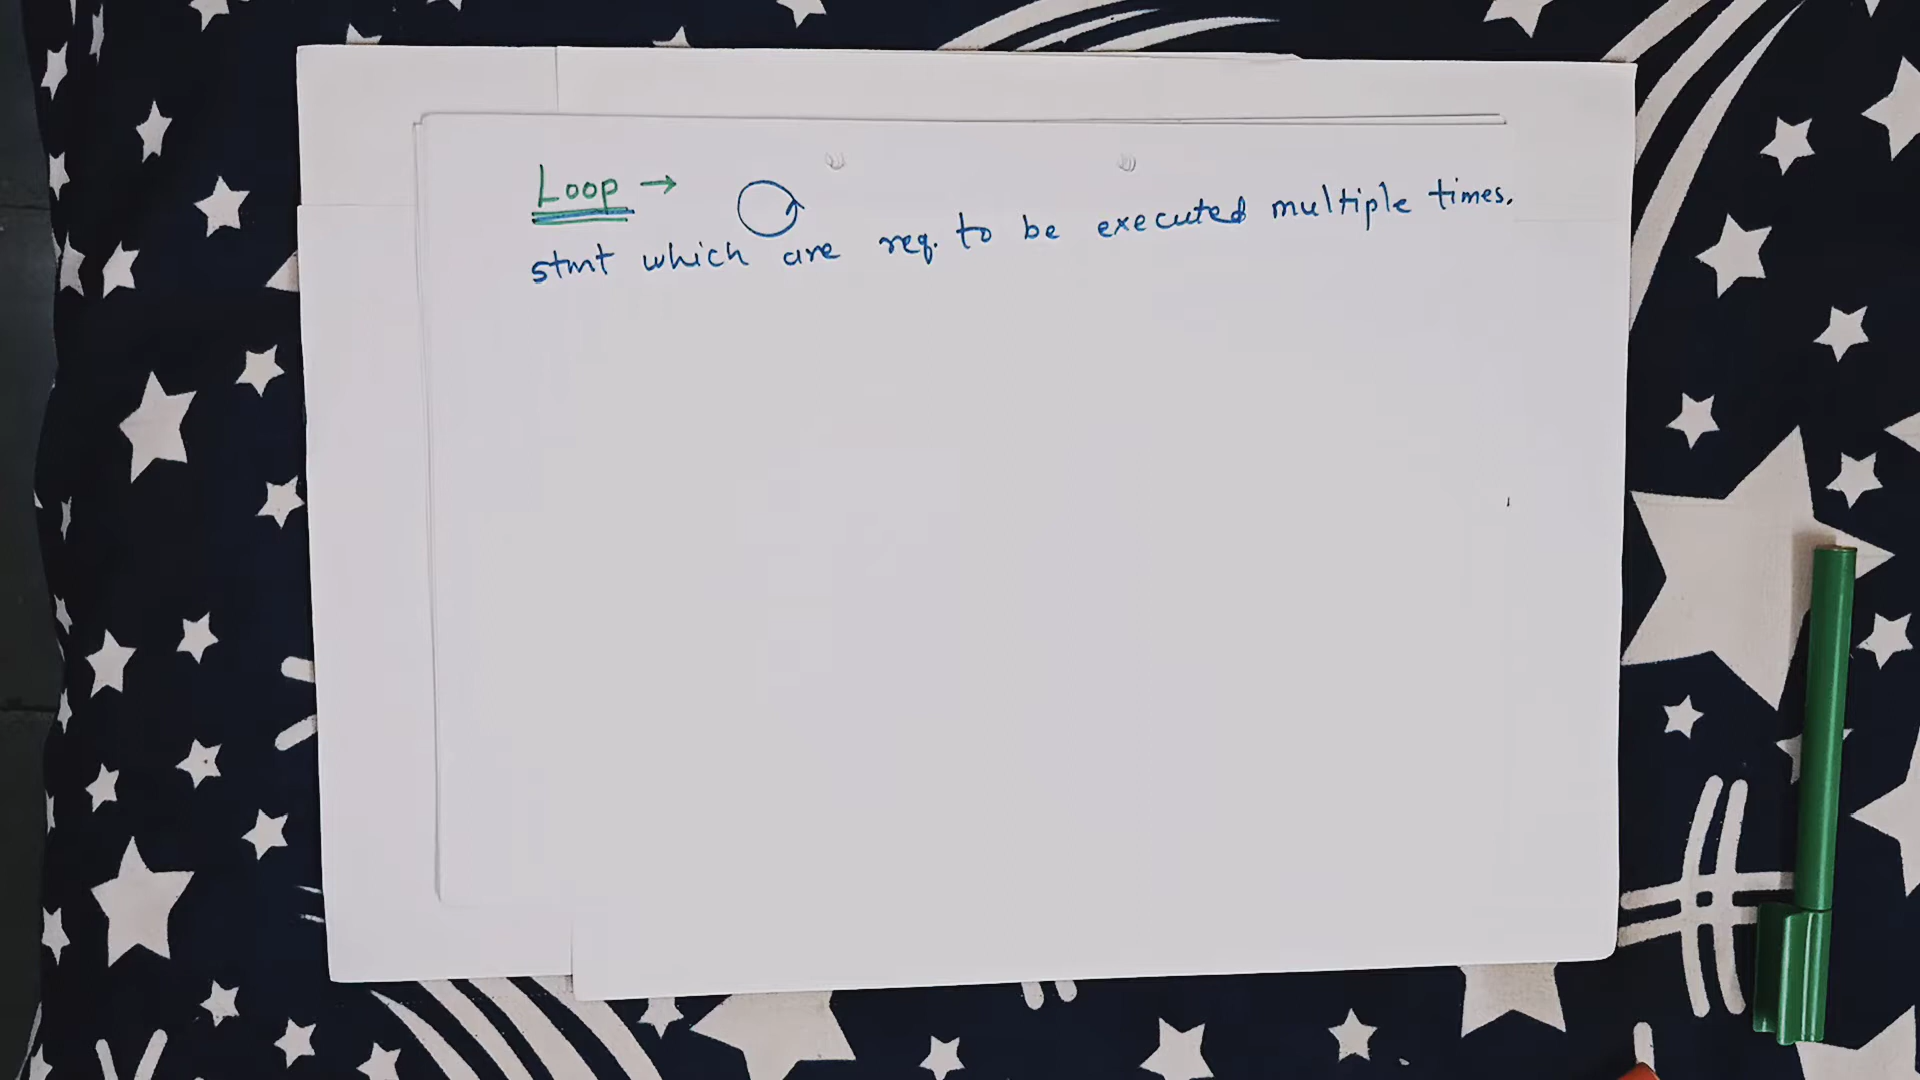 Loop →
stmt which are req. to be executed multiple times.